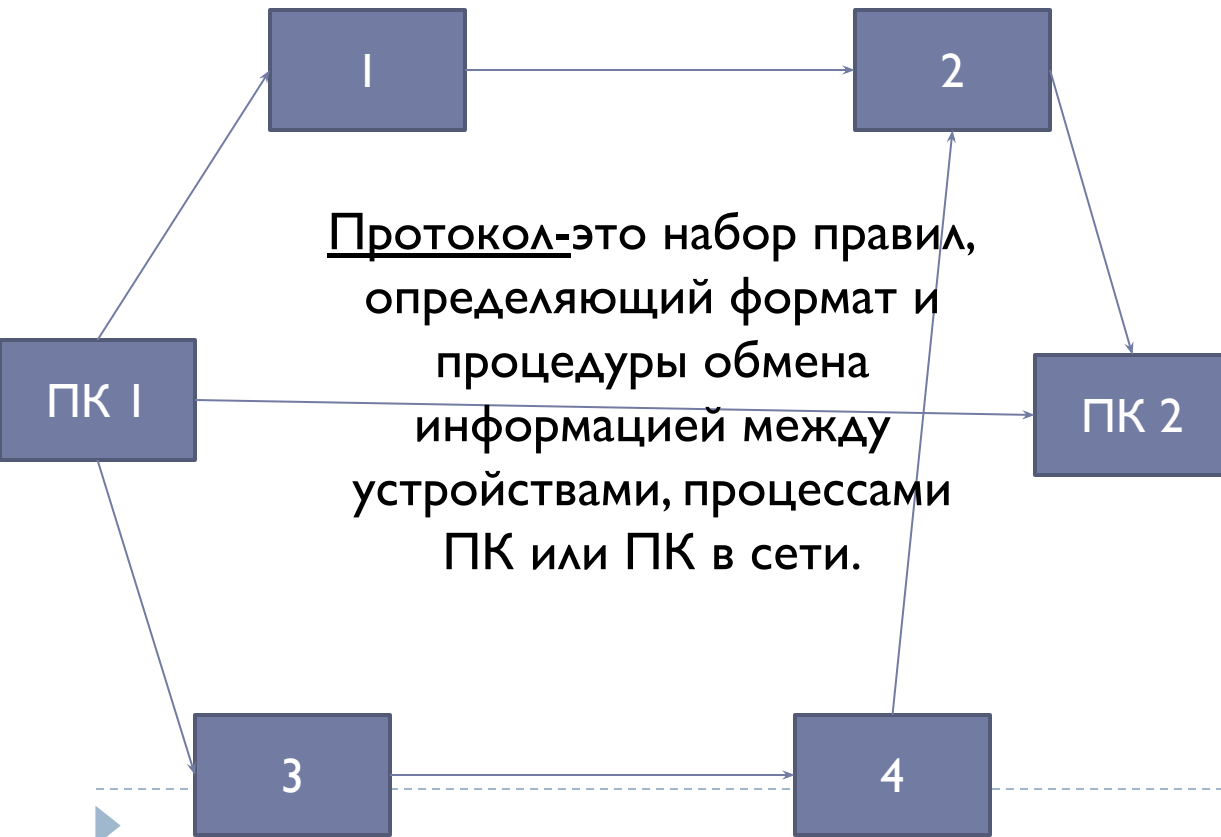 1
2
Протокол-это набор правил,
определяющий формат и
процедуры обмена
информацией между
устройствами, процессами
ПК или ПК в сети.
ПК 1
ПК 2
3
4